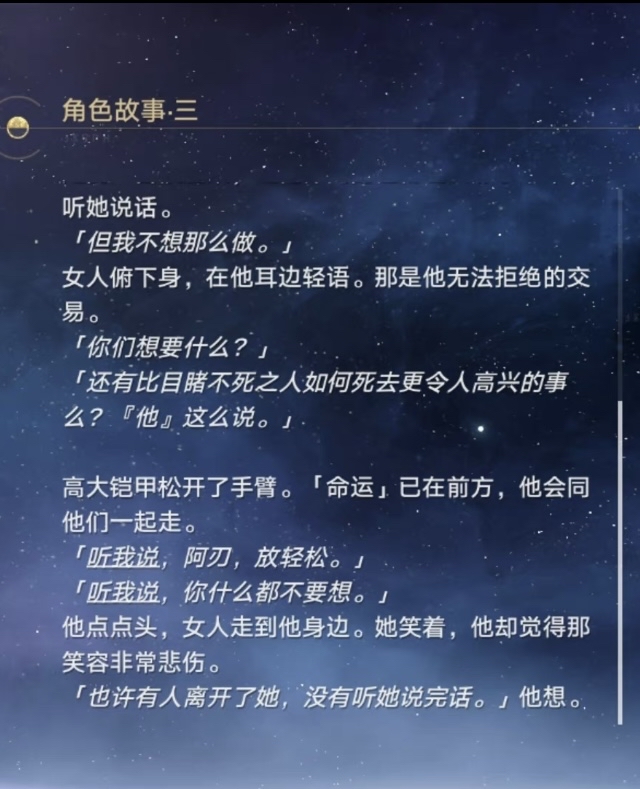 角色故事·三
听她说话。
「但我不想那么做。」
女人俯下身，在他耳边轻语。那是他无法拒绝的交
易。
「你们想要什么？」
「还有比目睹不死之人如何死去更令人高兴的事
么？『他』这么说。」
高大铠甲松开了手臂。「命运」已在前方，他会同
他们一起走。
「听我说，阿刃，放轻松。」
「听我说，你什么都不要想。」
他点点头，女人走到他身边。她笑着，他却觉得那
笑容非常悲伤。
「也许有人离开了她，没有听她说完话。」他想。